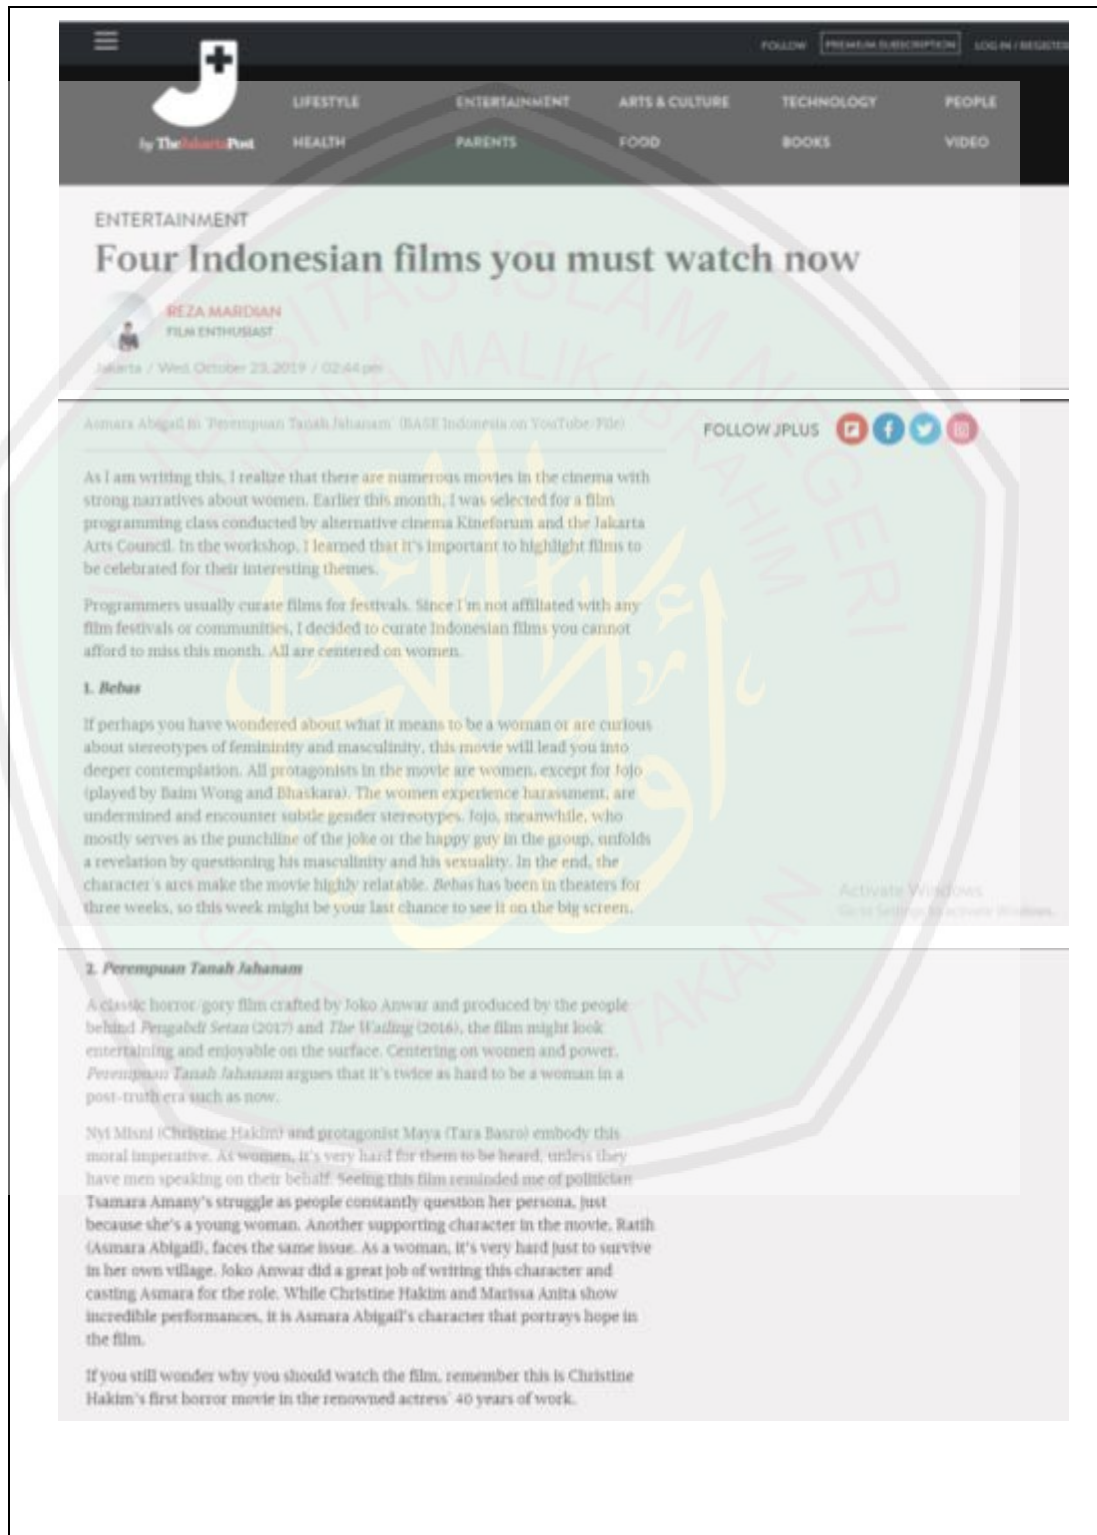 FOLLOW PREMIUM SUBSCRIPTION LOG IN / REGISTER
LIFESTYLE ENTERTAINMENT ARTS & CULTURE TECHNOLOGY PEOPLE
by TheJakartaPost HEALTH PARENTS FOOD BOOKS VIDEO
ENTERTAINMENT
Four Indonesian films you must watch now
REZA MARDIAN
FILM ENTHUSIAST
Jakarta / Wed, October 23, 2019 / 02:44 pm
Asmara Abigail in 'Perempuan Tanah Jahanam' (BASE Indonesia on YouTube/File)
FOLLOW JPLUS
As I am writing this, I realize that there are numerous movies in the cinema with
strong narratives about women. Earlier this month, I was selected for a film
programming class conducted by alternative cinema Kineforum and the Jakarta
Arts Council. In the workshop, I learned that it's important to highlight films to
be celebrated for their interesting themes.
Programmers usually curate films for festivals. Since I'm not affiliated with any
film festivals or communities, I decided to curate Indonesian films you cannot
afford to miss this month. All are centered on women.
1. Bebas
If perhaps you have wondered about what it means to be a woman or are curious
about stereotypes of femininity and masculinity, this movie will lead you into
deeper contemplation. All protagonists in the movie are women, except for Jojo
(played by Baim Wong and Bhaskara). The women experience harassment, are
undermined and encounter subtle gender stereotypes. Jojo, meanwhile, who
mostly serves as the punchline of the joke or the happy guy in the group, unfolds
a revelation by questioning his masculinity and his sexuality. In the end, the
character's arcs make the movie highly relatable. Bebas has been in theaters for
three weeks, so this week might be your last chance to see it on the big screen.
Activate Windows
Go to Settings to activate Windows.
2. Perempuan Tanah Jahanam
A classic horror/gory film crafted by Joko Anwar and produced by the people
behind Pengabdi Setan (2017) and The Wailing (2016), the film might look
entertaining and enjoyable on the surface. Centering on women and power,
Perempuan Tanah Jahanam argues that it's twice as hard to be a woman in a
post-truth era such as now.
Nyi Misni (Christine Hakim) and protagonist Maya (Tara Basro) embody this
moral imperative. As women, it's very hard for them to be heard, unless they
have men speaking on their behalf. Seeing this film reminded me of politician
Tsamara Amany's struggle as people constantly question her persona, just
because she's a young woman. Another supporting character in the movie, Ratih
(Asmara Abigail), faces the same issue. As a woman, it's very hard just to survive
in her own village. Joko Anwar did a great job of writing this character and
casting Asmara for the role. While Christine Hakim and Marissa Anita show
incredible performances, it is Asmara Abigail's character that portrays hope in
the film.
If you still wonder why you should watch the film, remember this is Christine
Hakim's first horror movie in the renowned actress' 40 years of work.